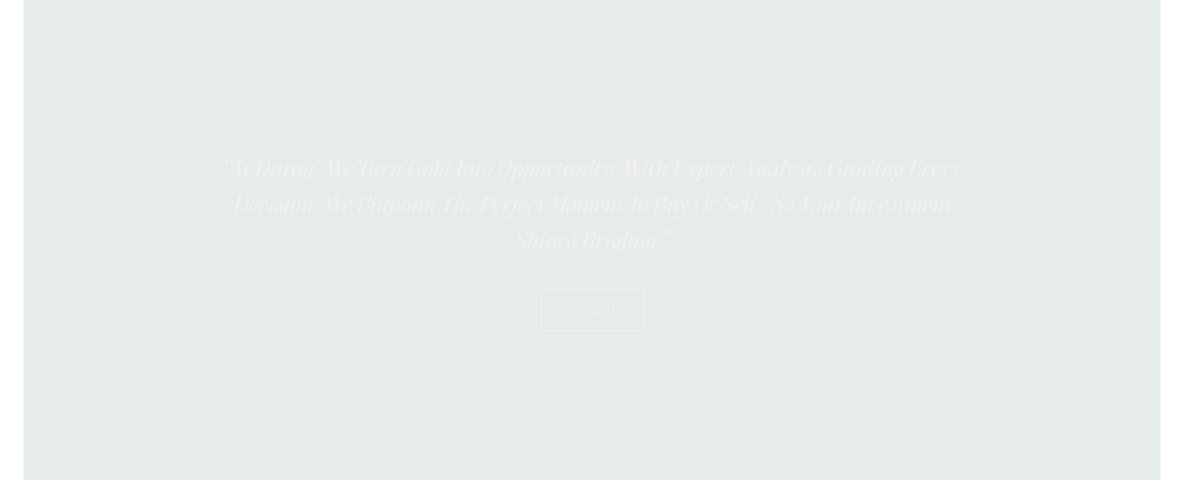 "At Duraa, We Turn Gold Into Opportunity. With Expert Analysts Guiding Every
Decision, We Pinpoint The Perfect Moment To Buy Or Sell - So Your Investment
Shines Brighter."
Contact Us